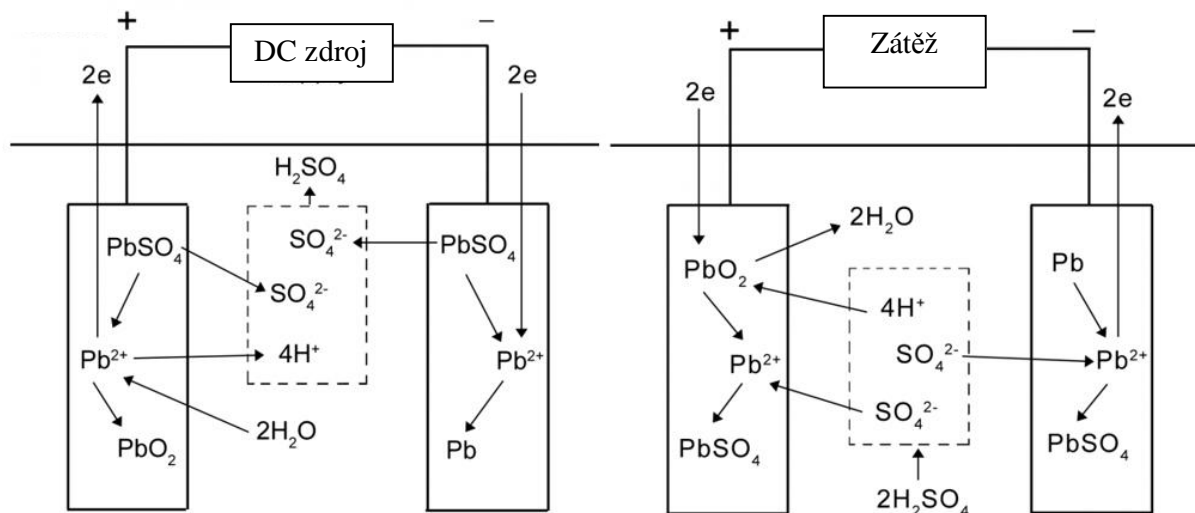 +
DC zdroj
−
2e
2e
H₂SO₄
PbSO₄
SO₄²⁻
PbSO₄
SO₄²⁻
Pb²⁺
4H⁺
Pb²⁺
2H₂O
PbO₂
Pb
+
Zátěž
−
2e
2e
2H₂O
PbO₂
Pb
4H⁺
Pb²⁺
SO₄²⁻
Pb²⁺
SO₄²⁻
PbSO₄
PbSO₄
2H₂SO₄